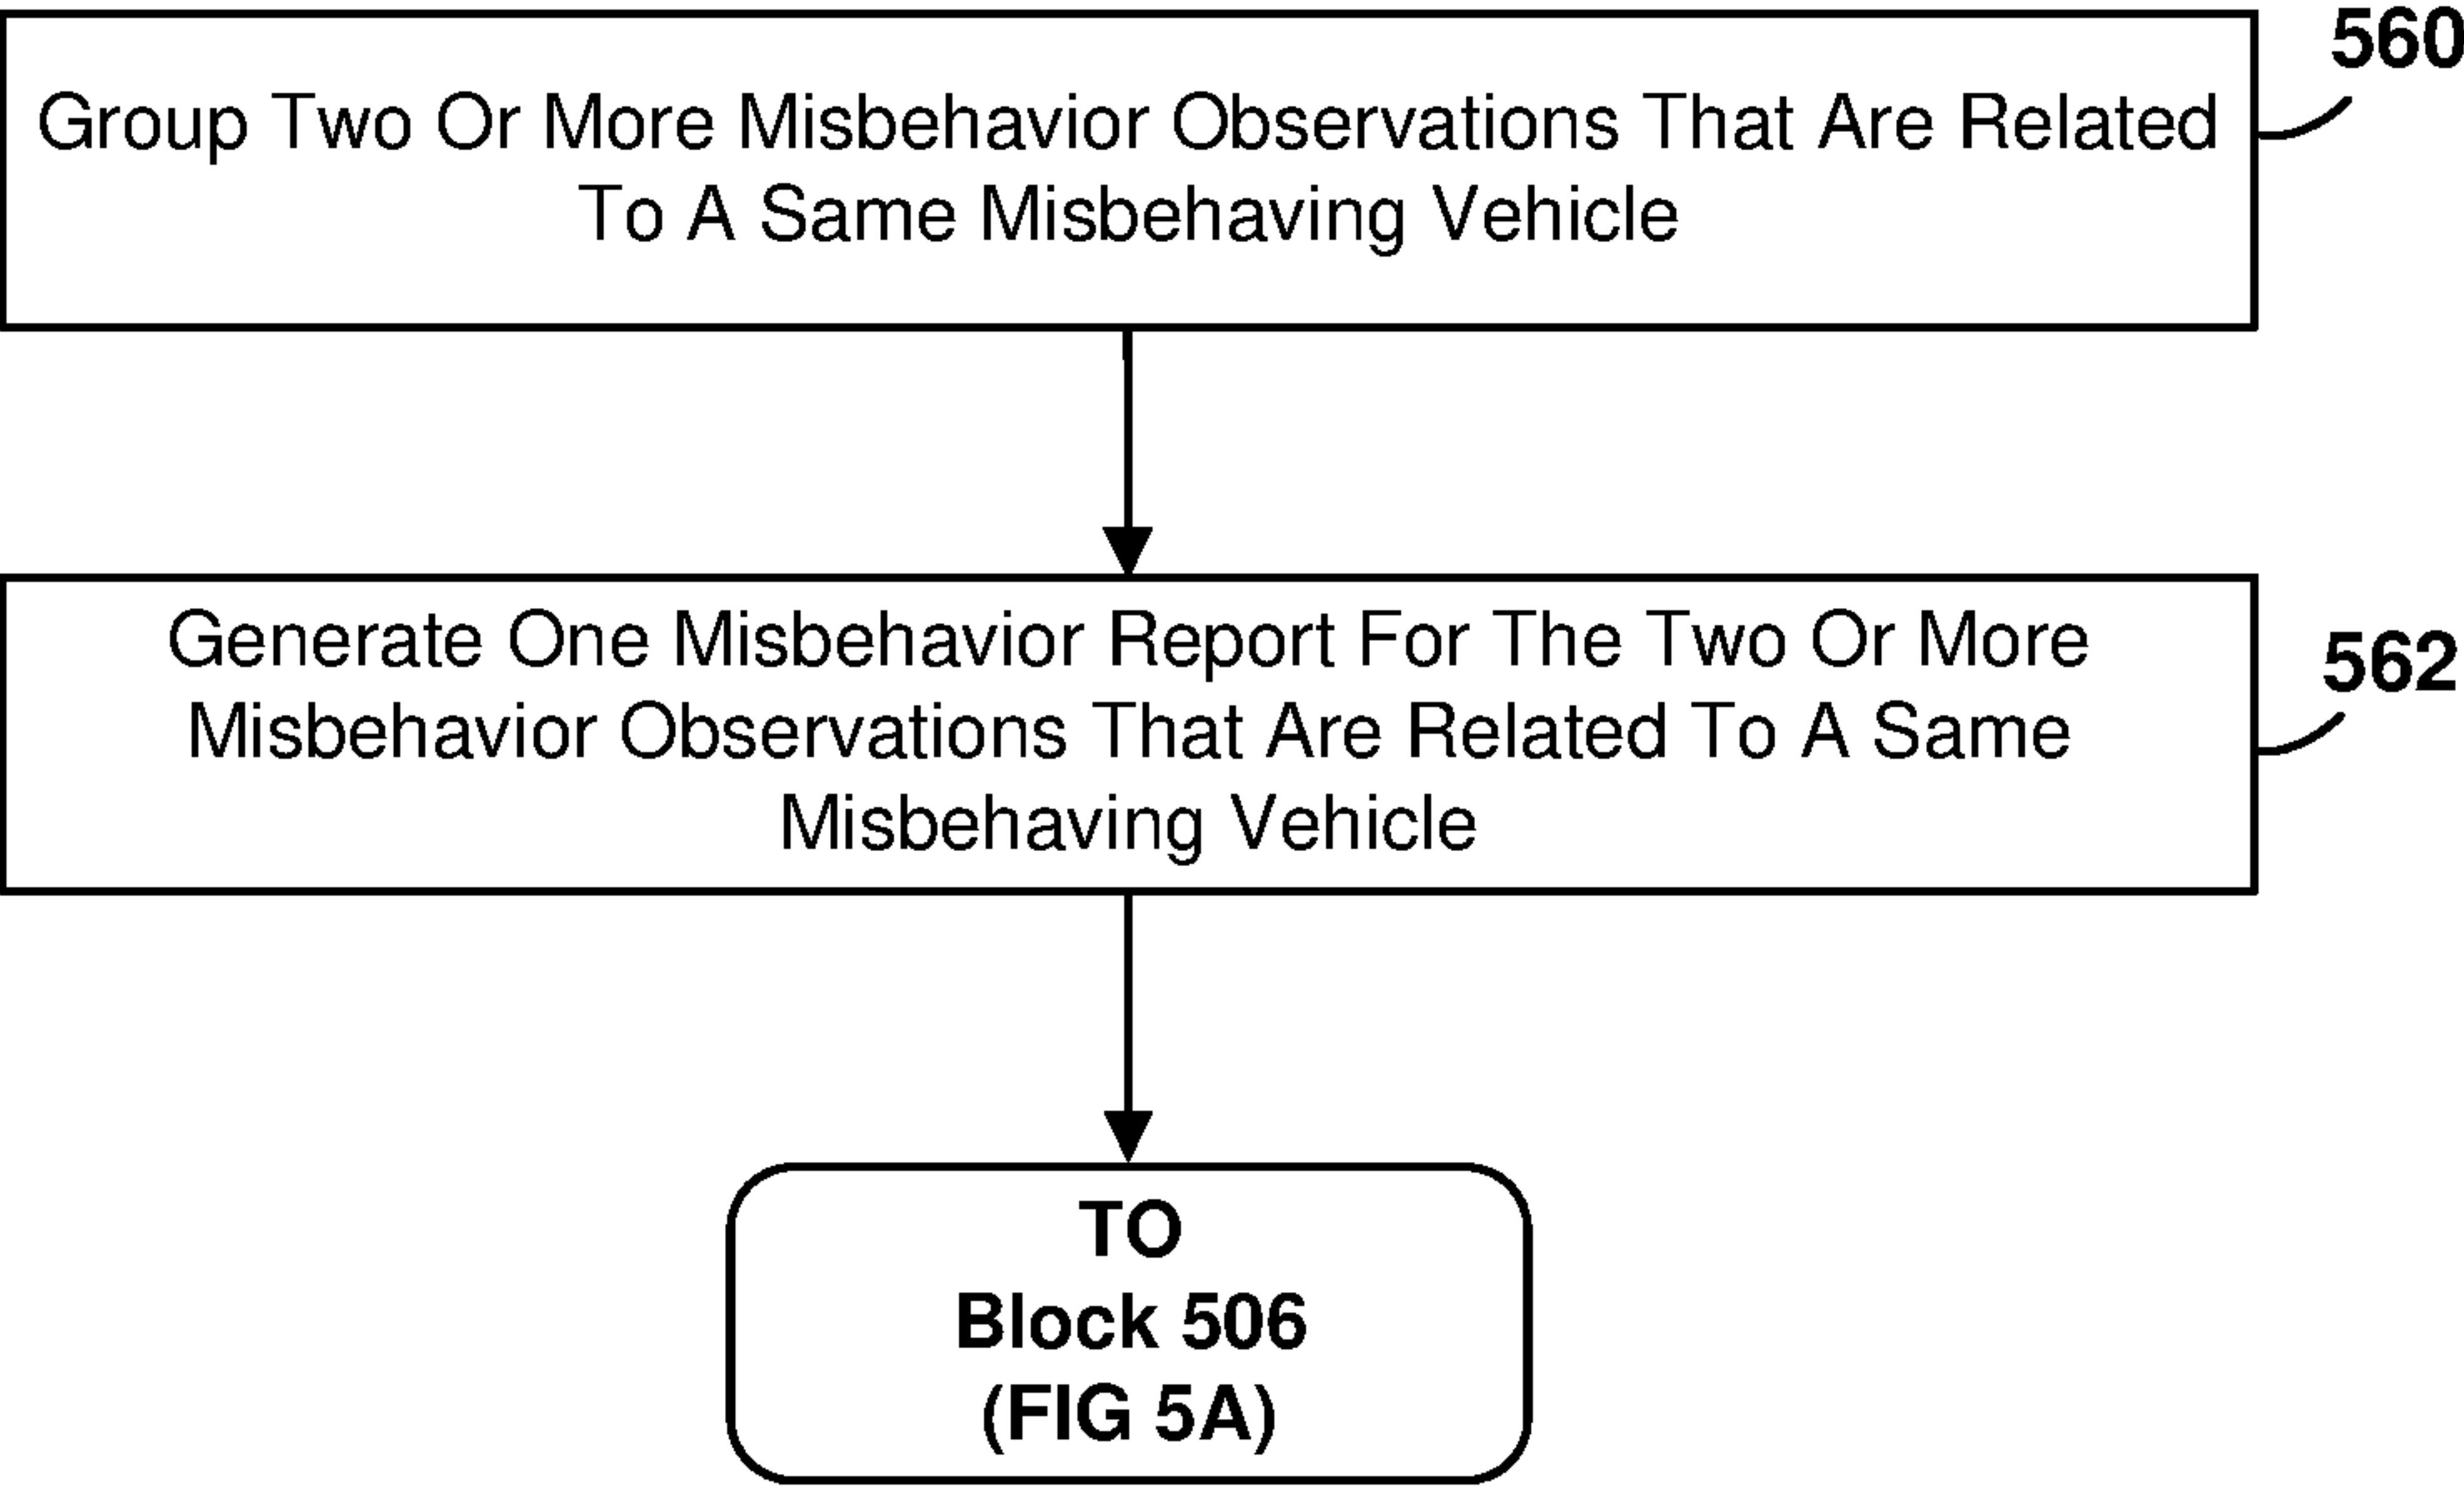 560
Group Two Or More Misbehavior Observations That Are Related
To A Same Misbehaving Vehicle
Generate One Misbehavior Report For The Two Or More
Misbehavior Observations That Are Related To A Same
Misbehaving Vehicle
562
TO
Block 506
(FIG 5A)